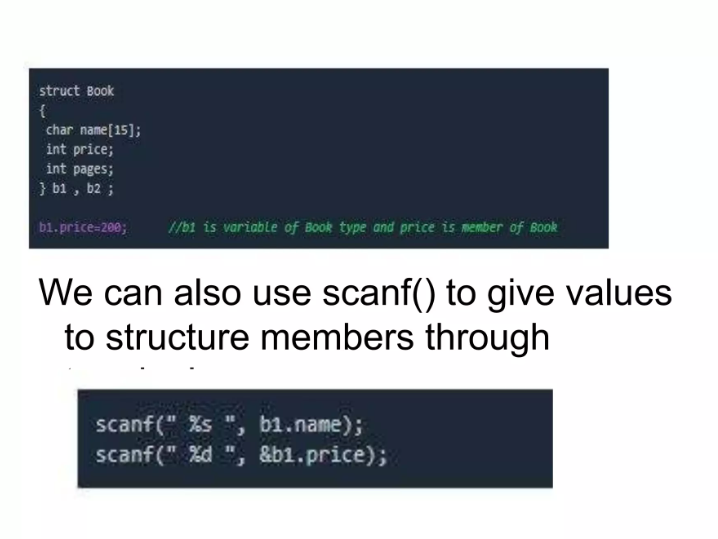 struct Book
{
char name[15];
int price;
int pages;
} b1 , b2 ;
b1.price=200; //b1 is variable of Book type and price is member of Book
We can also use scanf() to give values
to structure members through
scanf(" %s ", b1.name);
scanf(" %d ", &b1.price);